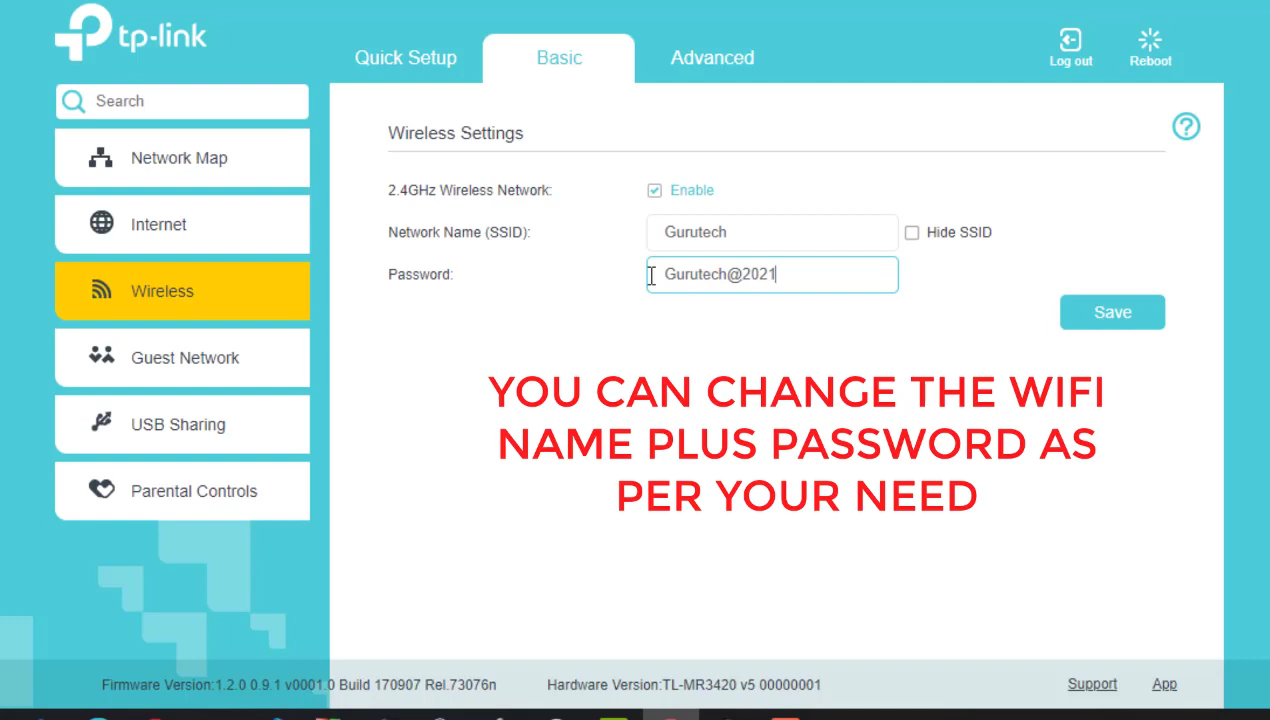 tp-link
Quick Setup
Basic
Advanced
Log out
Reboot
Search
Network Map
Internet
Wireless
Guest Network
USB Sharing
Parental Controls
Wireless Settings
?
2.4GHz Wireless Network:
Enable
Network Name (SSID):
Gurutech
Hide SSID
Password:
Gurutech@2021
Save
YOU CAN CHANGE THE WIFI
NAME PLUS PASSWORD AS
PER YOUR NEED
Firmware Version:1.2.0 0.9.1 v0001.0 Build 170907 Rel.73076n
Hardware Version:TL-MR3420 v5 00000001
Support
App